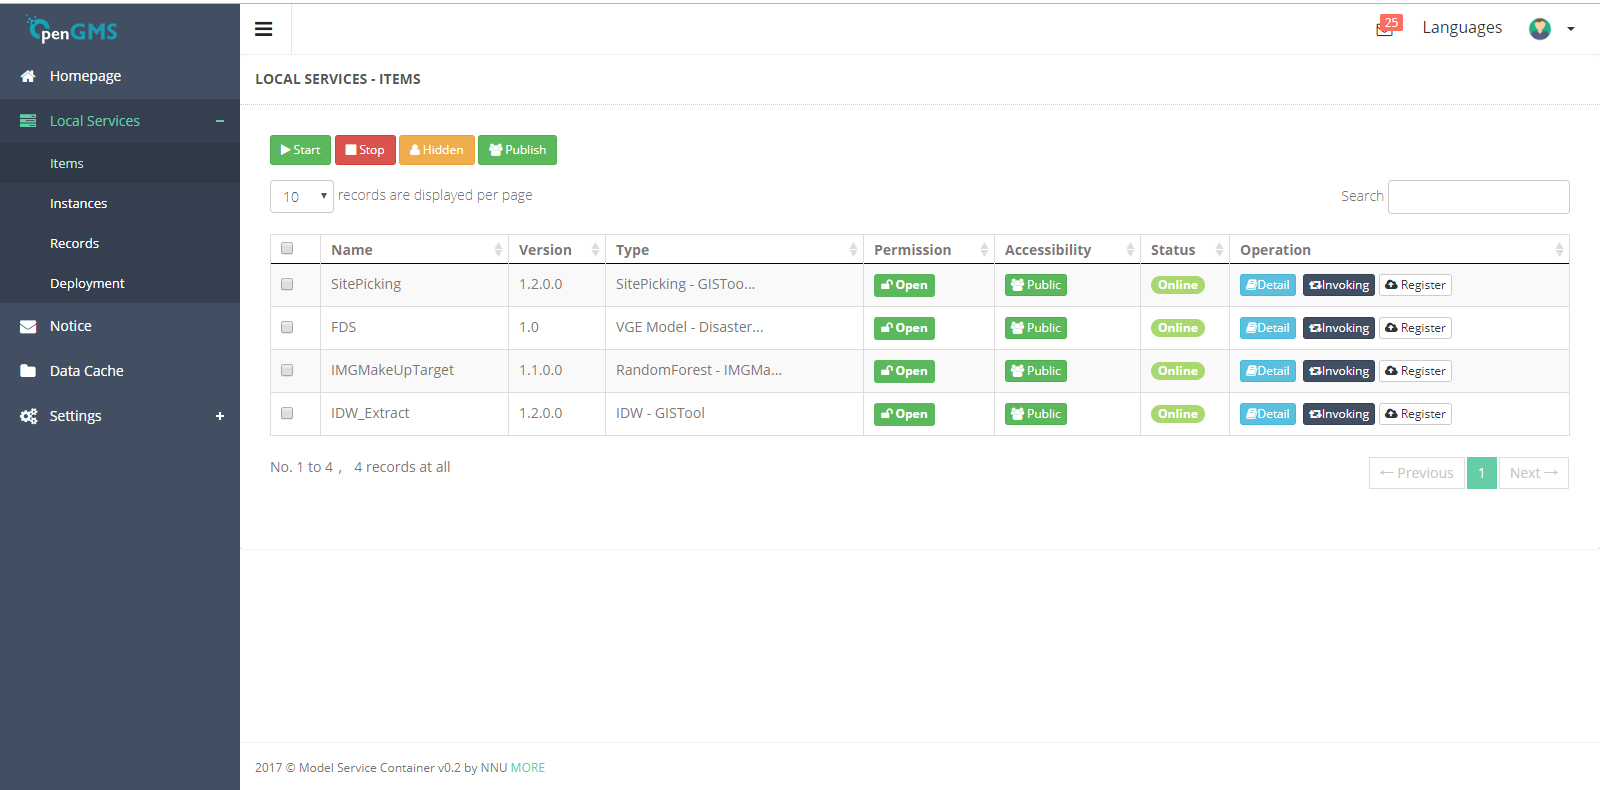 OpenGMS
25
Languages
Homepage
LOCAL SERVICES - ITEMS
Local Services
Items
Instances
Records
Deployment
Notice
Data Cache
Settings
Start Stop Hidden Publish
10 records are displayed per page
Search
Name Version Type Permission Accessibility Status Operation
SitePicking 1.2.0.0 SitePicking - GISToo... Open Public Online Detail Invoking Register
FDS 1.0 VGE Model - Disaster... Open Public Online Detail Invoking Register
IMGMakeUpTarget 1.1.0.0 RandomForest - IMGMa... Open Public Online Detail Invoking Register
IDW_Extract 1.2.0.0 IDW - GISTool Open Public Online Detail Invoking Register
No. 1 to 4 , 4 records at all
← Previous 1 Next →
2017 © Model Service Container v0.2 by NNU MORE